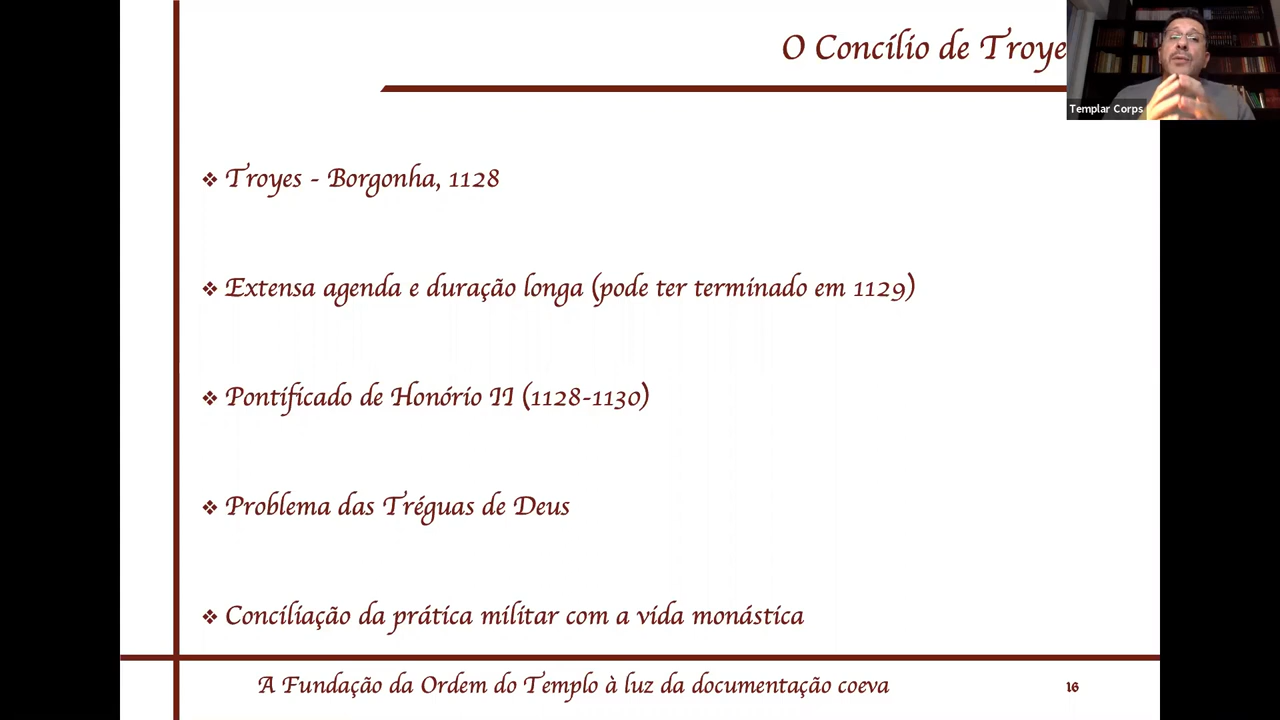 O Concílio de Troye
Templar Corps
❖ Troyes - Borgonha, 1128
❖ Extensa agenda e duração longa (pode ter terminado em 1129)
❖ Pontificado de Honório II (1128-1130)
❖ Problema das Tréguas de Deus
❖ Conciliação da prática militar com a vida monástica
A Fundação da Ordem do Templo à luz da documentação coeva
16